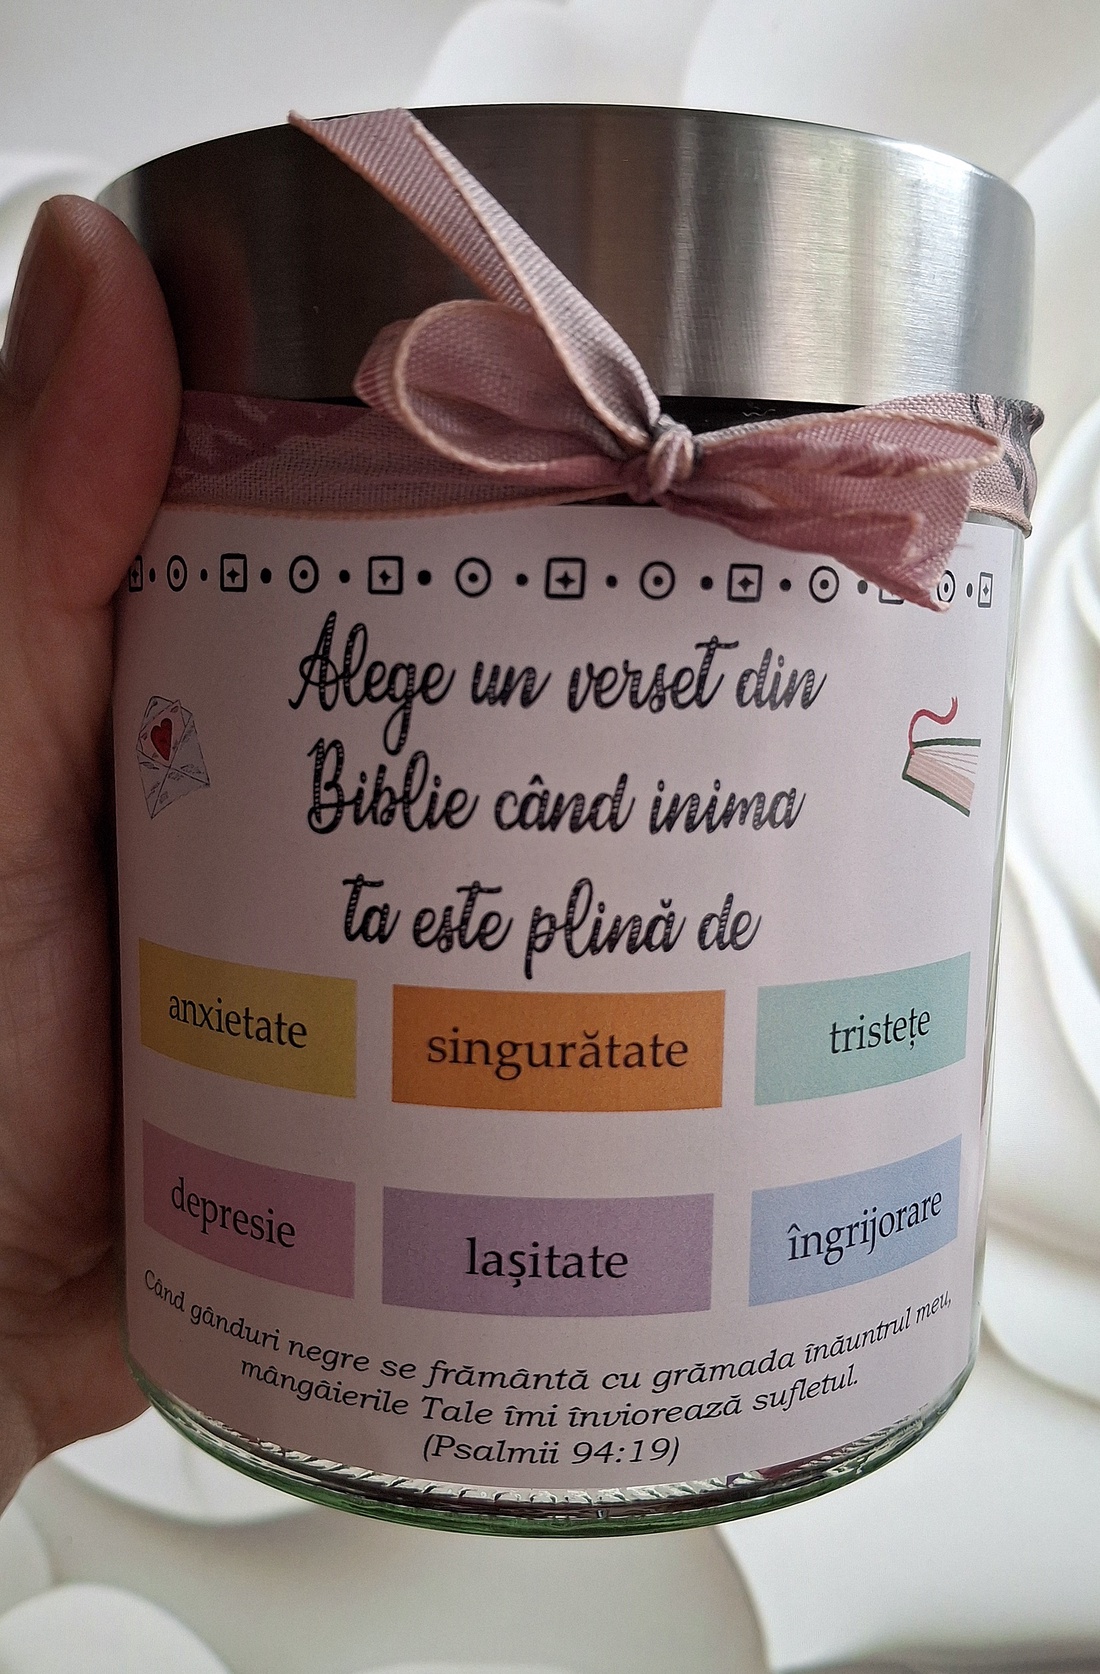 Alege un verset din
Biblie când inima
ta este plină de
anxietate singurătate tristețe
depresie lașitate îngrijorare
Când gânduri negre se frământă cu grămada înăuntrul meu,
mângâierile Tale îmi înviorează sufletul.
(Psalmii 94:19)